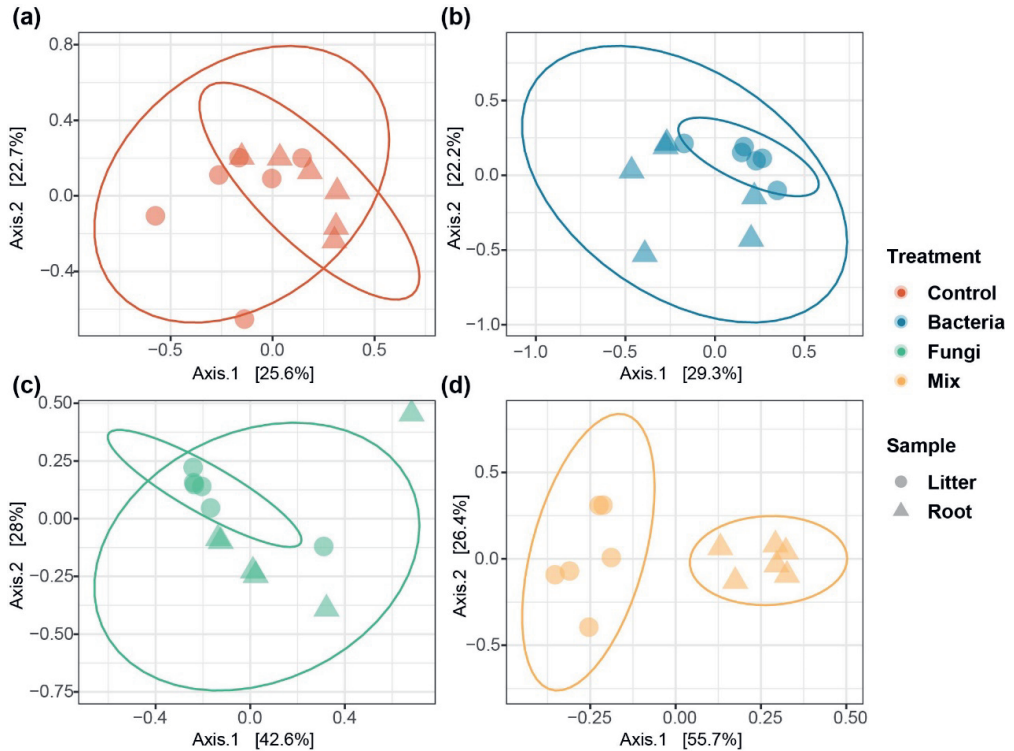 (a)
0.8
0.4
0.0
−0.4
Axis.2 [22.7%]
−0.5
0.0
0.5
Axis.1 [25.6%]
(b)
0.5
0.0
−0.5
−1.0
Axis.2 [22.2%]
−1.0
−0.5
0.0
0.5
Axis.1 [29.3%]
(c)
0.50
0.25
0.00
−0.25
−0.50
−0.75
Axis.2 [28%]
−0.4
0.0
0.4
Axis.1 [42.6%]
(d)
0.5
0.0
−0.5
Axis.2 [26.4%]
−0.25
0.00
0.25
0.50
Axis.1 [55.7%]
Treatment
Control
Bacteria
Fungi
Mix
Sample
Litter
Root